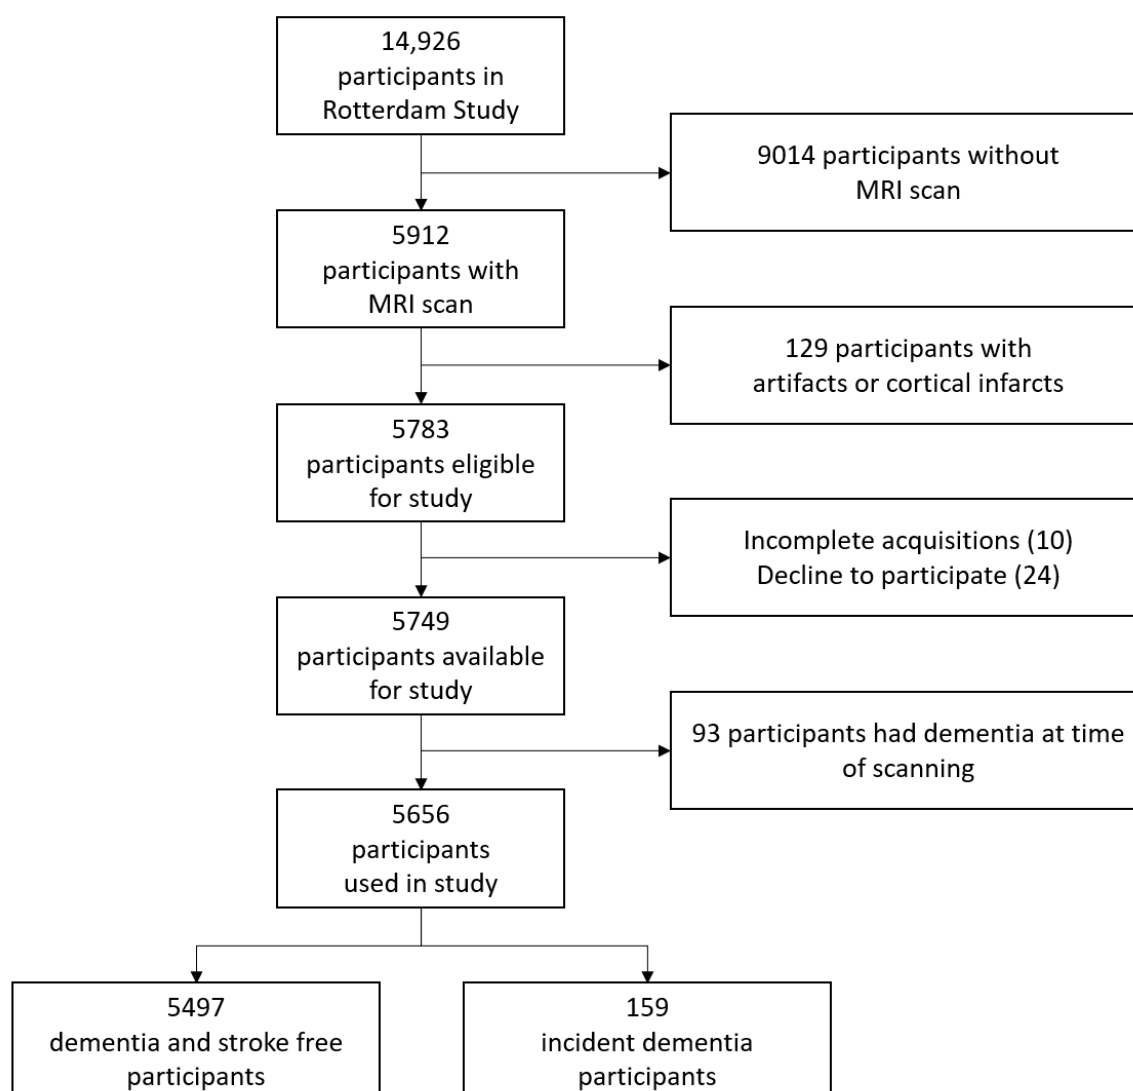 14,926
participants in
Rotterdam Study
9014 participants without
MRI scan
5912
participants with
MRI scan
129 participants with
artifacts or cortical infarcts
5783
participants eligible
for study
Incomplete acquisitions (10)
Decline to participate (24)
5749
participants available
for study
93 participants had dementia at time
of scanning
5656
participants
used in study
5497
dementia and stroke free
participants
159
incident dementia
participants